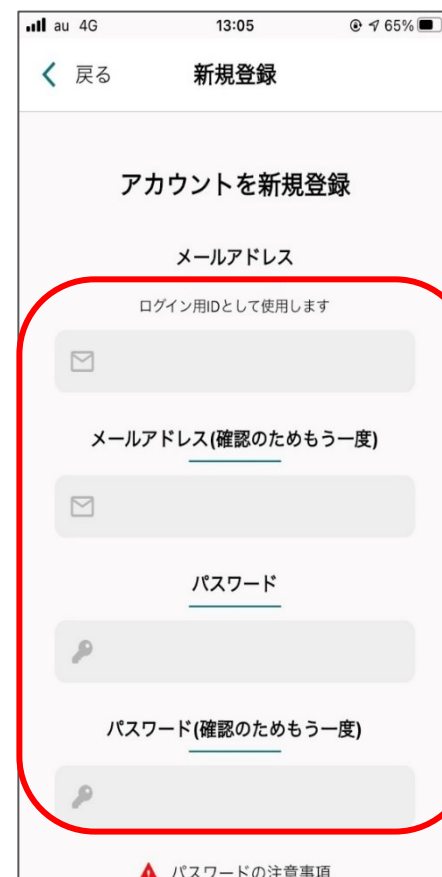 au 4G 13:05 65%
戻る 新規登録
アカウントを新規登録
メールアドレス
ログイン用IDとして使用します
メールアドレス(確認のためもう一度)
パスワード
パスワード(確認のためもう一度)
パスワードの注意事項